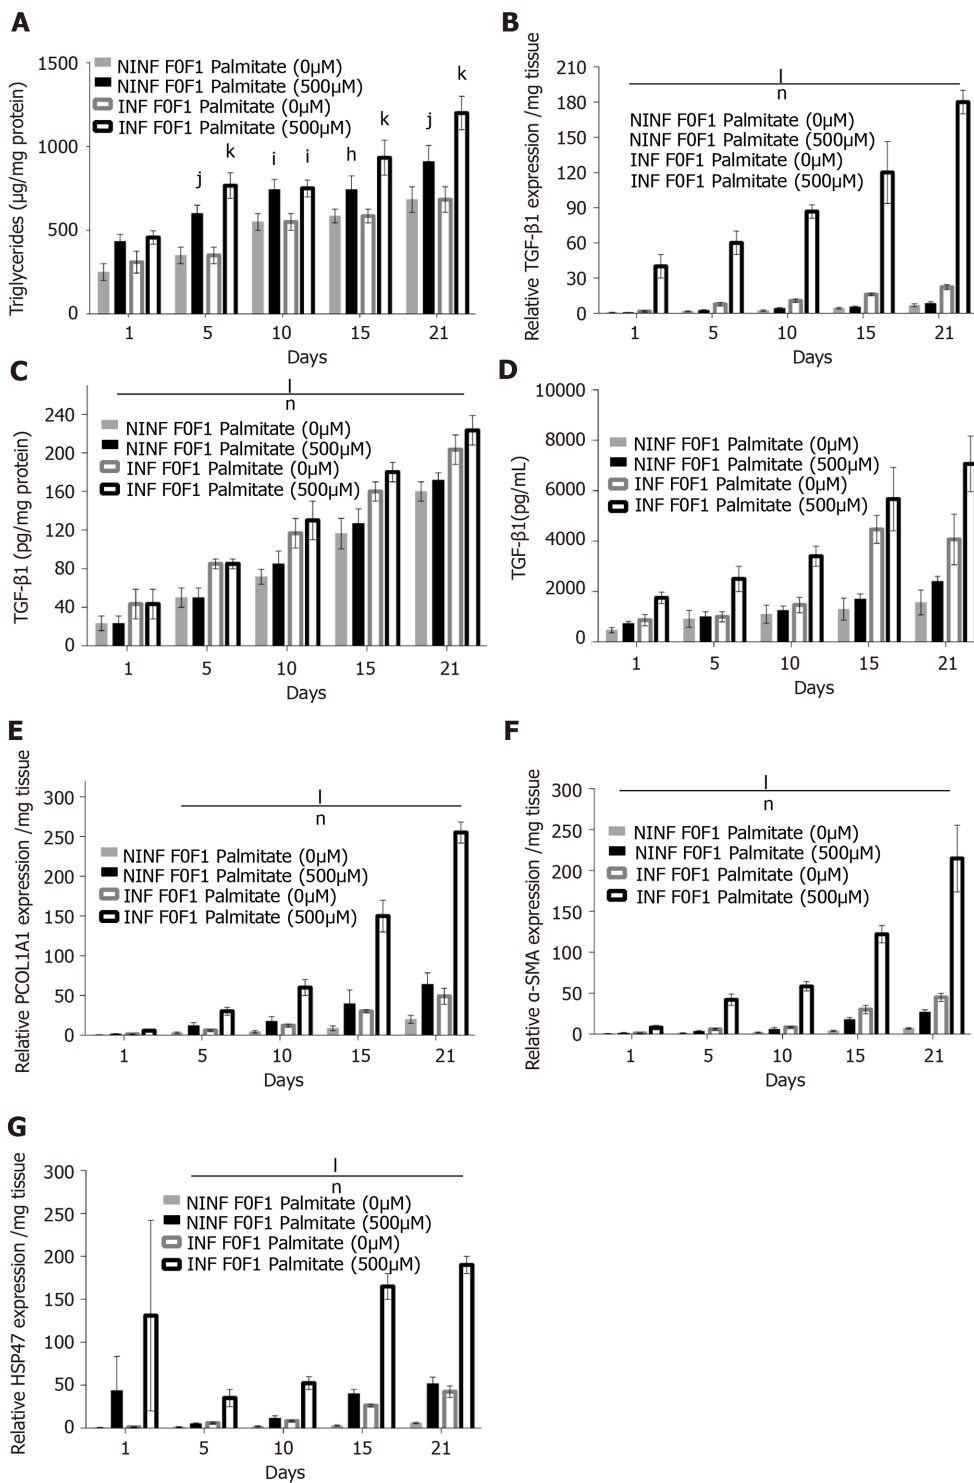 A
Triglycerides (µg/mg protein)
1500
1000
500
0
NINF F0F1 Palmitate (0µM)
NINF F0F1 Palmitate (500µM)
INF F0F1 Palmitate (0µM)
INF F0F1 Palmitate (500µM)
j
k
i
i
h
k
j
k
1 5 10 15 21
Days
B
Relative TGF-β1 expression /mg tissue
210
180
150
120
90
60
30
0
l
n
NINF F0F1 Palmitate (0µM)
NINF F0F1 Palmitate (500µM)
INF F0F1 Palmitate (0µM)
INF F0F1 Palmitate (500µM)
1 5 10 15 21
Days
C
TGF-β1 (pg/mg protein)
240
200
160
120
80
40
0
l
n
NINF F0F1 Palmitate (0µM)
NINF F0F1 Palmitate (500µM)
INF F0F1 Palmitate (0µM)
INF F0F1 Palmitate (500µM)
1 5 10 15 21
Days
D
TGF-β1(pg/mL)
10000
8000
6000
4000
2000
0
NINF F0F1 Palmitate (0µM)
NINF F0F1 Palmitate (500µM)
INF F0F1 Palmitate (0µM)
INF F0F1 Palmitate (500µM)
1 5 10 15 21
Days
E
Relative PCOL1A1 expression /mg tissue
300
250
200
150
100
50
0
l
n
NINF F0F1 Palmitate (0µM)
NINF F0F1 Palmitate (500µM)
INF F0F1 Palmitate (0µM)
INF F0F1 Palmitate (500µM)
1 5 10 15 21
Days
F
Relative α-SMA expression /mg tissue
300
250
200
150
100
50
0
l
n
NINF F0F1 Palmitate (0µM)
NINF F0F1 Palmitate (500µM)
INF F0F1 Palmitate (0µM)
INF F0F1 Palmitate (500µM)
1 5 10 15 21
Days
G
Relative HSP47 expression /mg tissue
300
250
200
150
100
50
0
l
n
NINF F0F1 Palmitate (0µM)
NINF F0F1 Palmitate (500µM)
INF F0F1 Palmitate (0µM)
INF F0F1 Palmitate (500µM)
1 5 10 15 21
Days